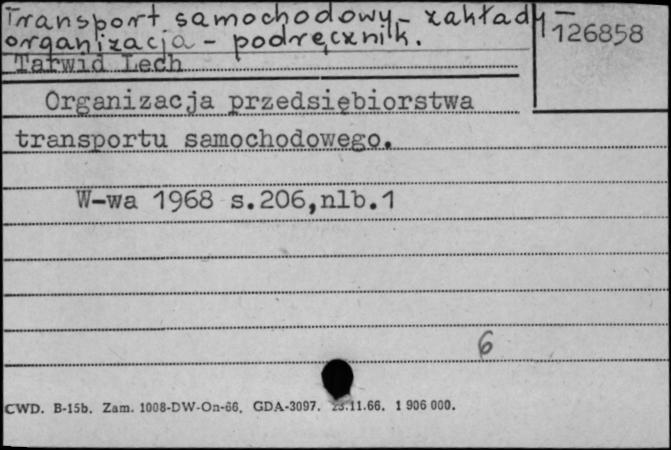 Transport samochodowy - zakłady -
organizacja - podręcznik.
126858
Tarwid Lech
Organizacja przedsiębiorstwa
transportu samochodowego.
W-wa 1968 s.206,nlb.1
6
CWD. B-15b. Zam. 1008-DW-On-66. GDA-3097. 23.11.66. 1 906 000.